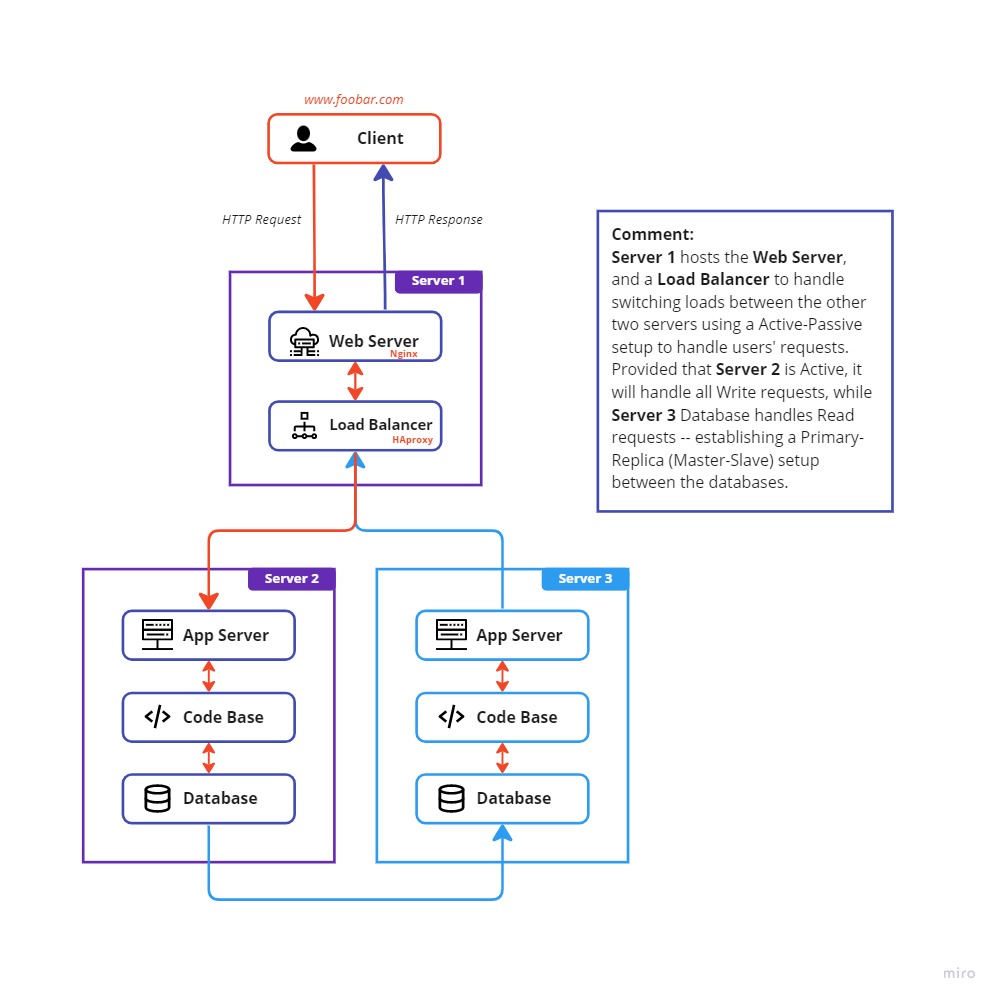 www.foobar.com
Client
HTTP Request
HTTP Response
Server 1
Web Server
Nginx
Load Balancer
HAproxy
Comment:
Server 1 hosts the Web Server,
and a Load Balancer to handle
switching loads between the other
two servers using a Active-Passive
setup to handle users' requests.
Provided that Server 2 is Active, it
will handle all Write requests, while
Server 3 Database handles Read
requests -- establishing a Primary-
Replica (Master-Slave) setup
between the databases.
Server 2
App Server
Code Base
Database
Server 3
App Server
Code Base
Database
miro